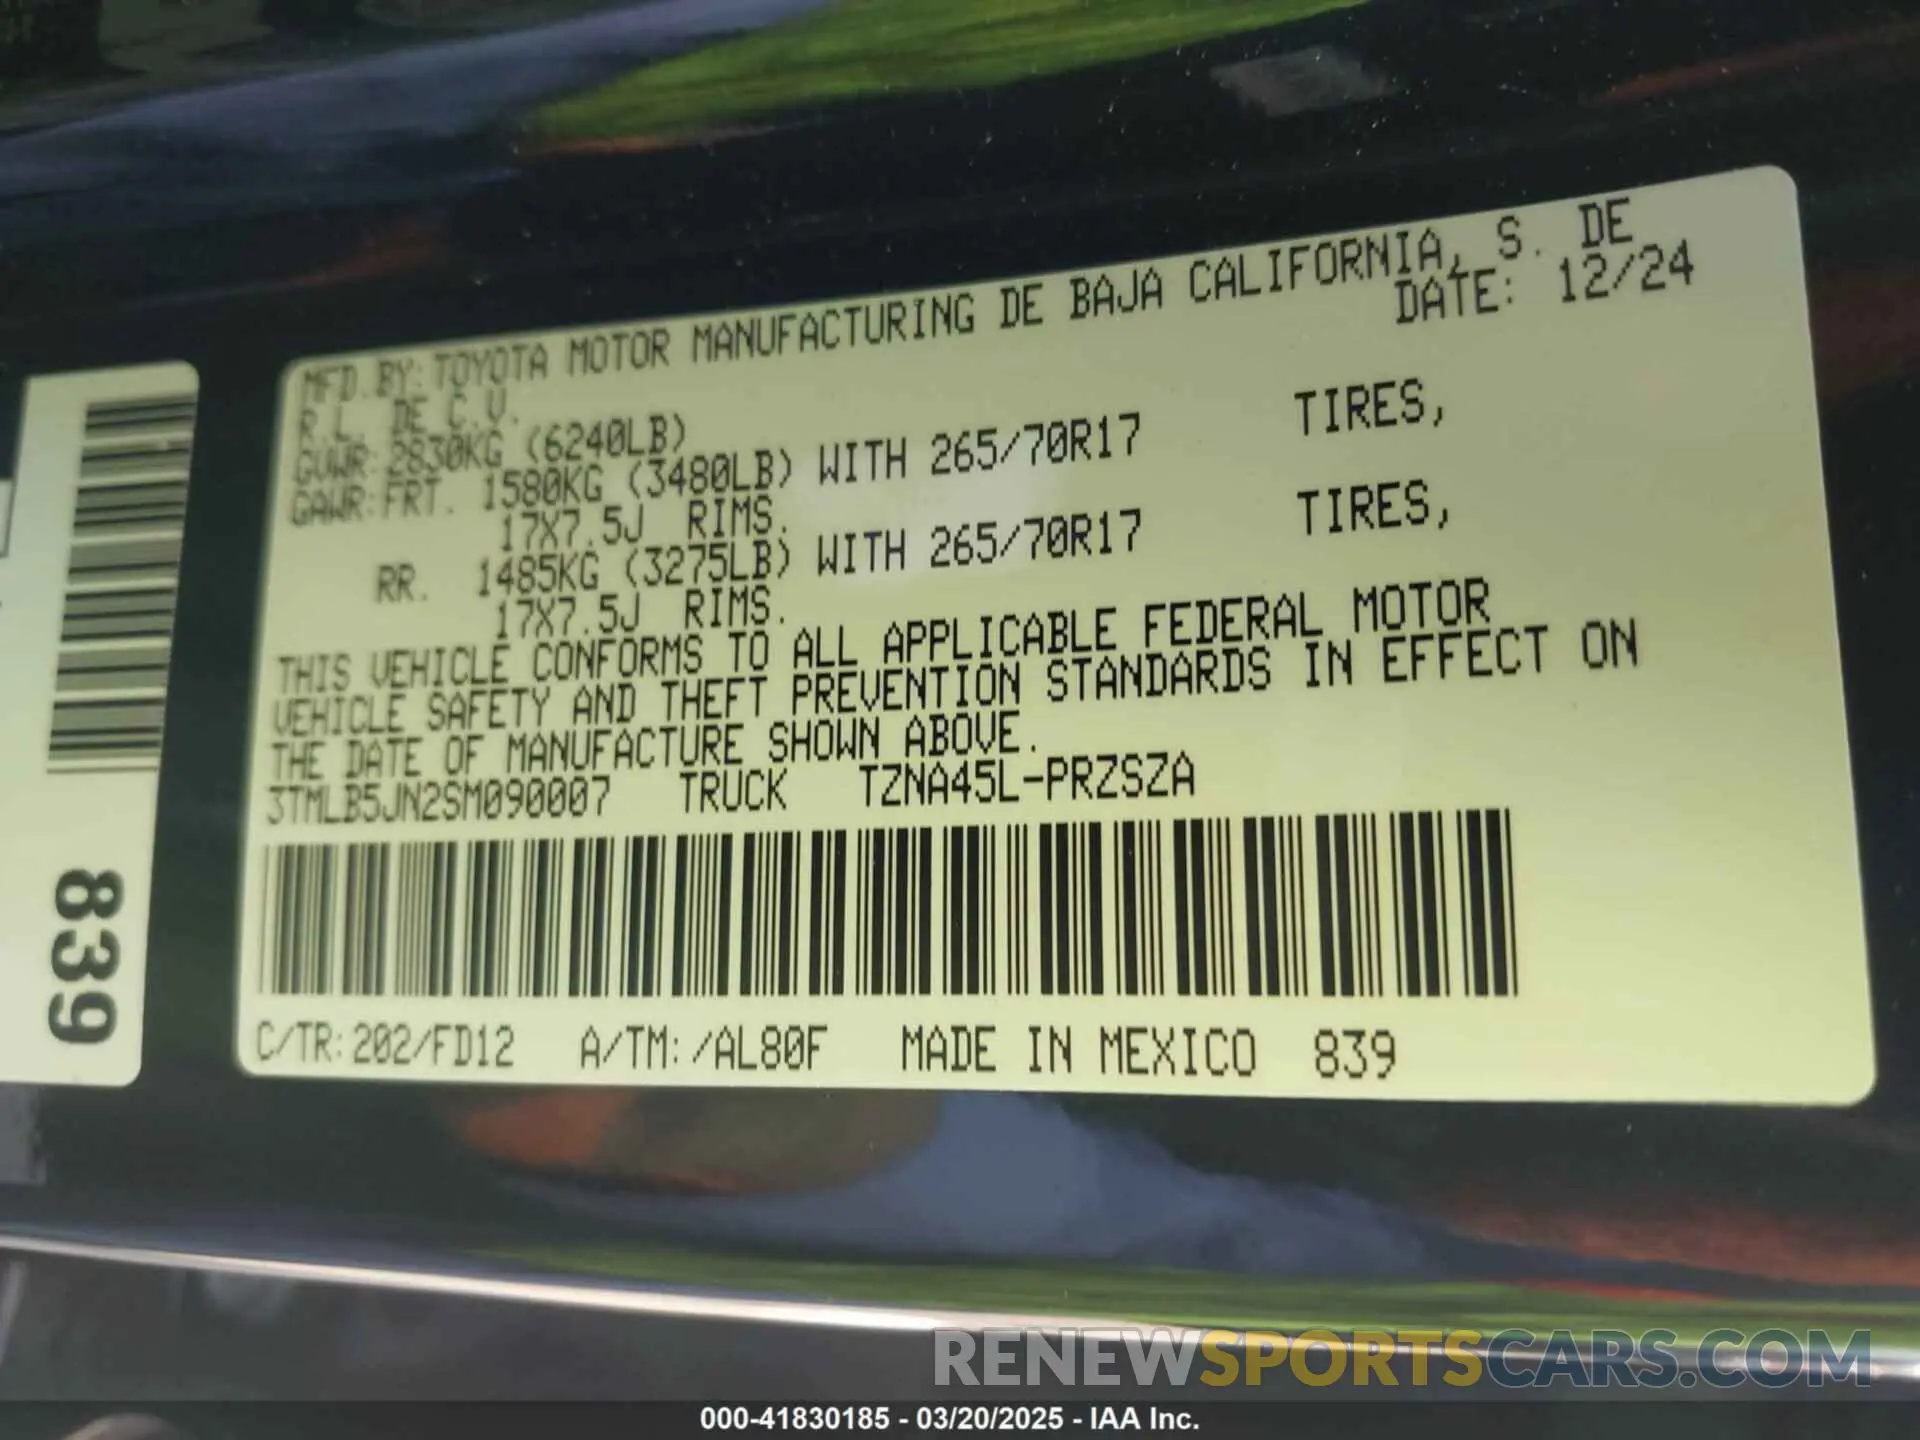 MFD.BY:TOYOTA MOTOR MANUFACTURING DE BAJA CALIFORNIA, S. DE
R.L. DE C.V. DATE: 12/24
GVWR:2830KG (6240LB)
GAWR:FRT. 1580KG (3480LB) WITH 265/70R17 TIRES,
17X7.5J RIMS.
RR. 1485KG (3275LB) WITH 265/70R17 TIRES,
17X7.5J RIMS.
THIS VEHICLE CONFORMS TO ALL APPLICABLE FEDERAL MOTOR
VEHICLE SAFETY AND THEFT PREVENTION STANDARDS IN EFFECT ON
THE DATE OF MANUFACTURE SHOWN ABOVE.
3TMLB5JN2SM090007 TRUCK TZNA45L-PRZSZA
C/TR:202/FD12 A/TM:/AL80F MADE IN MEXICO 839
839
RENEWSPORTSCARS.COM
000-41830185 - 03/20/2025 - IAA Inc.